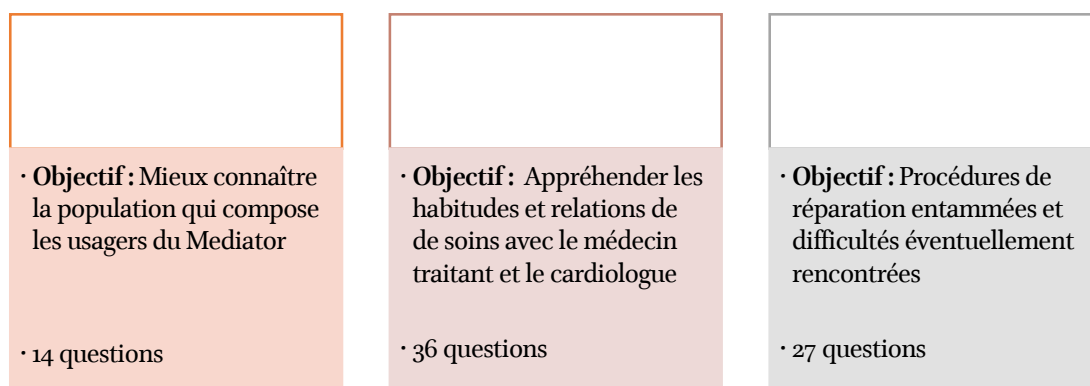 · Objectif : Mieux connaître
la population qui compose
les usagers du Mediator
· 14 questions
· Objectif : Appréhender les
habitudes et relations de
de soins avec le médecin
traitant et le cardiologue
· 36 questions
· Objectif : Procédures de
réparation entamées et
difficultés éventuellement
rencontrées
· 27 questions